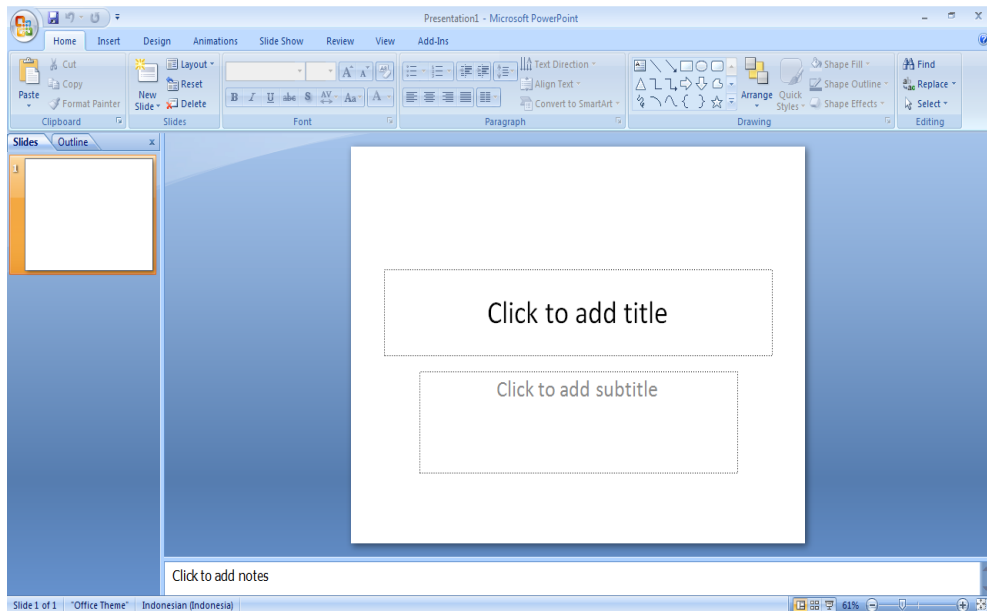 Presentation1 - Microsoft PowerPoint
Home Insert Design Animations Slide Show Review View Add-Ins
Paste
Cut
Copy
Format Painter
Clipboard
New Slide
Layout
Reset
Delete
Slides
B I U abc S AV Aa A
Font
Text Direction
Align Text
Convert to SmartArt
Paragraph
Arrange
Quick Styles
Shape Fill
Shape Outline
Shape Effects
Drawing
Find
Replace
Select
Editing
Slides Outline x
1
Click to add title
Click to add subtitle
Click to add notes
Slide 1 of 1 "Office Theme" Indonesian (Indonesia) 61%